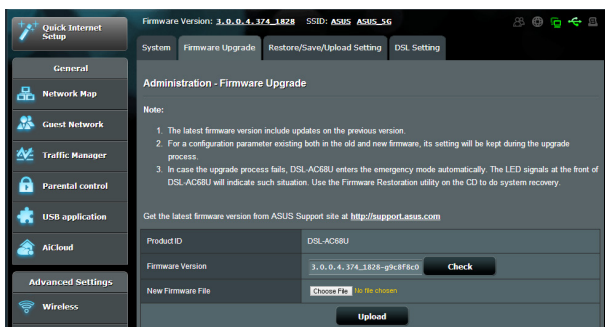 Quick Internet
Setup
Firmware Version: 3.0.0.4.374_1828 SSID: ASUS ASUS_5G
System Firmware Upgrade Restore/Save/Upload Setting DSL Setting
General
Network Map
Guest Network
Traffic Manager
Parental control
USB application
AiCloud
Advanced Settings
Wireless
Administration - Firmware Upgrade
Note:
1. The latest firmware version include updates on the previous version.
2. For a configuration parameter existing both in the old and new firmware, its setting will be kept during the upgrade
process.
3. In case the upgrade process fails, DSL-AC68U enters the emergency mode automatically. The LED signals at the front of
DSL-AC68U will indicate such situation. Use the Firmware Restoration utility on the CD to do system recovery.
Get the latest firmware version from ASUS Support site at http://support.asus.com
Product ID DSL-AC68U
Firmware Version 3.0.0.4.374_1828-g9c8f8c0 Check
New Firmware File Choose File No file chosen
Upload